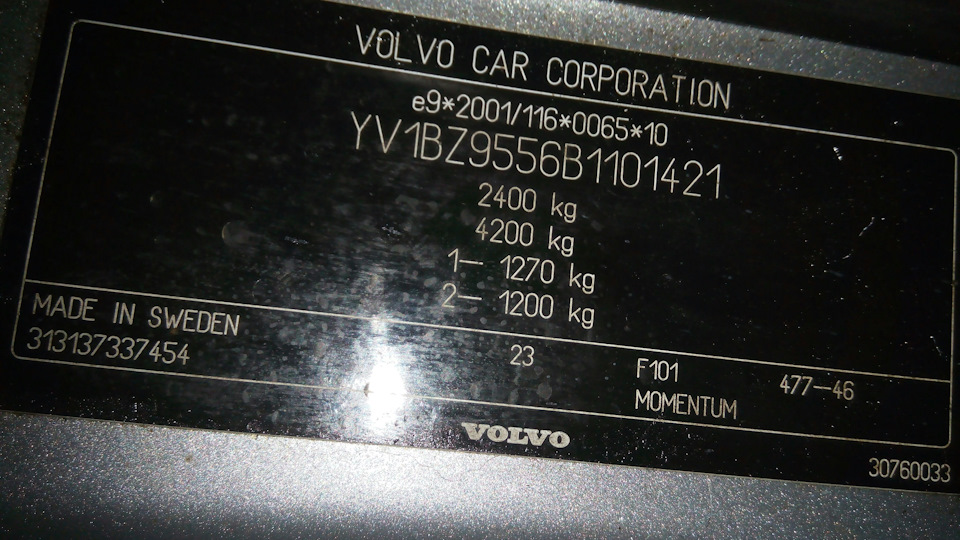 VOLVO CAR CORPORATION
e9*2001/116*0065*10
YV1BZ9556B1101421
2400 kg
4200 kg
1— 1270 kg
2— 1200 kg
MADE IN SWEDEN
313137337454
23
F101
477—46
MOMENTUM
VOLVO
30760033